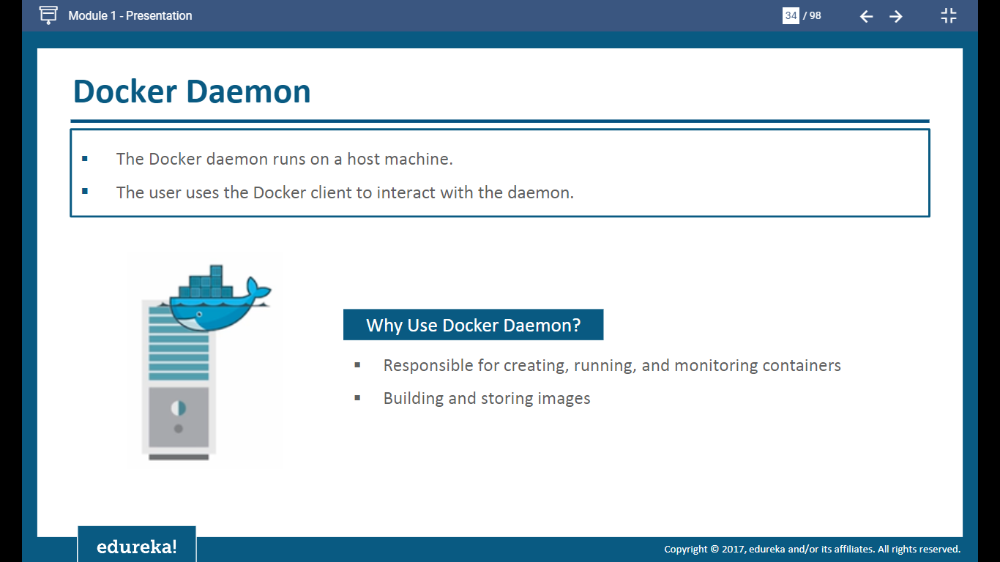 Module 1 - Presentation
34 / 98
Docker Daemon
▪ The Docker daemon runs on a host machine.
▪ The user uses the Docker client to interact with the daemon.
Why Use Docker Daemon?
▪ Responsible for creating, running, and monitoring containers
▪ Building and storing images
edureka!
Copyright © 2017, edureka and/or its affiliates. All rights reserved.